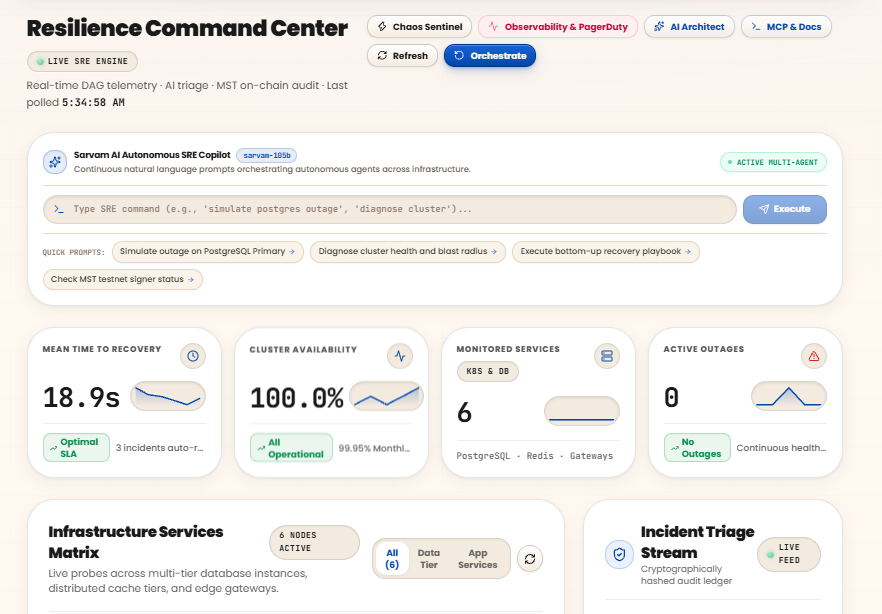 Resilience Command Center
LIVE SRE ENGINE
Real-time DAG telemetry · AI triage · MST on-chain audit · Last
polled 5:34:58 AM
Chaos Sentinel
Observability & PagerDuty
AI Architect
MCP & Docs
Refresh
Orchestrate
Sarvam AI Autonomous SRE Copilot
sarvam-105b
Continuous natural language prompts orchestrating autonomous agents across infrastructure.
ACTIVE MULTI-AGENT
Type SRE command (e.g., 'simulate postgres outage', 'diagnose cluster')...
Execute
QUICK PROMPTS:
Simulate outage on PostgreSQL Primary →
Diagnose cluster health and blast radius →
Execute bottom-up recovery playbook →
Check MST testnet signer status →
MEAN TIME TO RECOVERY
18.9s
Optimal
SLA
3 incidents auto-r...
CLUSTER AVAILABILITY
100.0%
All
Operational
99.95% Monthl...
MONITORED SERVICES
K8S & DB
6
PostgreSQL · Redis · Gateways
ACTIVE OUTAGES
0
No
Outages
Continuous health...
Infrastructure Services
Matrix
6 NODES
ACTIVE
Live probes across multi-tier database instances,
distributed cache tiers, and edge gateways.
All
(6)
Data
Tier
App
Services
Incident Triage
Stream
Cryptographically
hashed audit ledger
LIVE
FEED